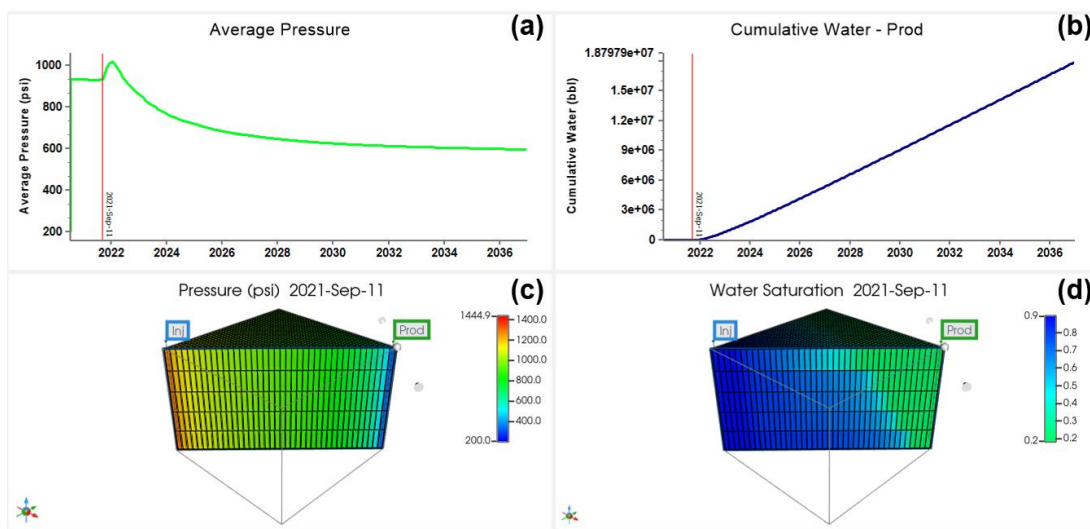 Average Pressure
(a)
Average Pressure (psi)
1000
800
600
400
200
2021-Sep-11
2022
2024
2026
2028
2030
2032
2034
2036
Cumulative Water - Prod
(b)
Cumulative Water (bbl)
1.87979e+07
1.5e+07
1.2e+07
9e+06
6e+06
3e+06
0
2021-Sep-11
2022
2024
2026
2028
2030
2032
2034
2036
Pressure (psi) 2021-Sep-11
(c)
Inj
Prod
1444.9
200.0
1400.0
1200.0
1000.0
800.0
600.0
400.0
Water Saturation 2021-Sep-11
(d)
Inj
Prod
0.9
0.2
0.8
0.7
0.6
0.5
0.4
0.3
0.2